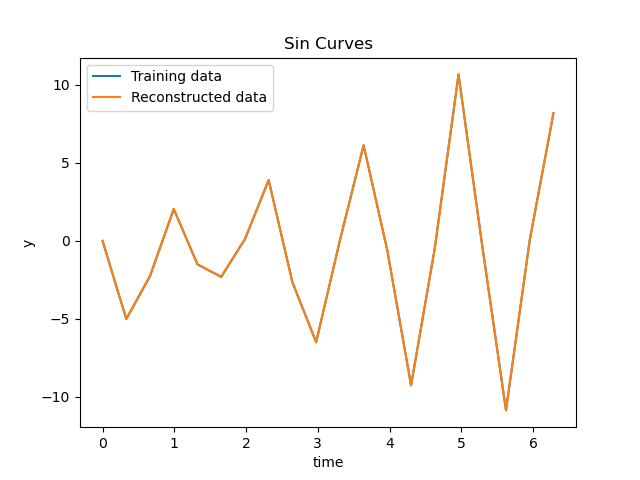 Sin Curves
Training data
Reconstructed data
10
5
0
−5
−10
y
0 1 2 3 4 5 6
time